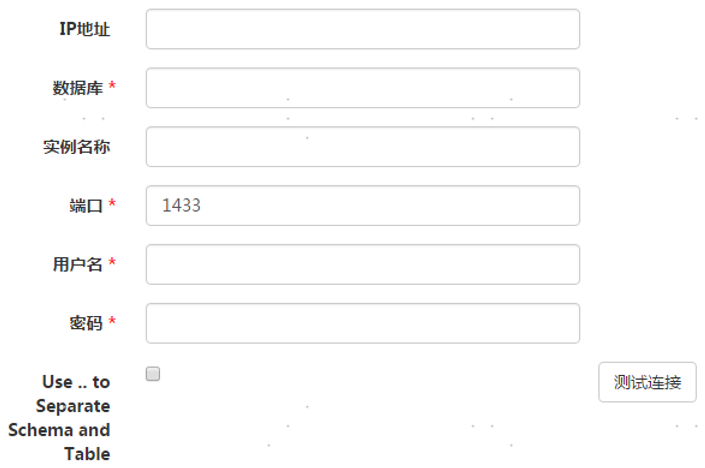 IP地址
数据库 *
实例名称
端口 * 1433
用户名 *
密码 *
Use .. to
Separate
Schema and
Table
测试连接